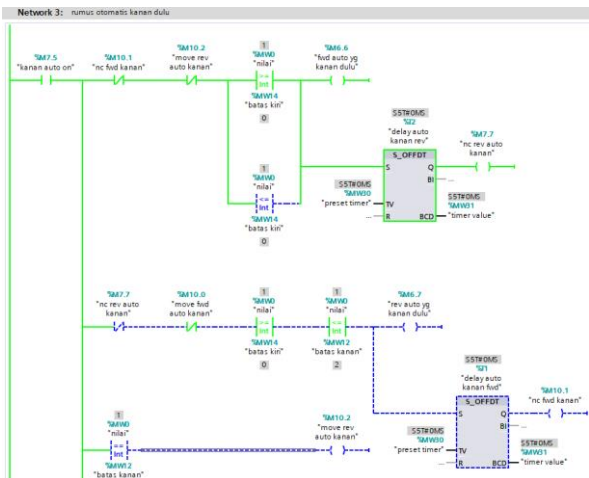 Network 3: rumus otomatis kanan dulu
%M7.5
"kanan auto on"
%M10.1
"nc fwd kanan"
%M10.2
"move rev auto kanan"
1
%MW0
"nilai"
Int
%MW14
"batas kiri"
0
%M6.6
"fwd auto yg kanan dulu"
1
%MW0
"nilai"
<=
Int
%MW14
"batas kiri"
0
S5T#0MS
%T2
"delay auto kanan rev"
S_OFFDT
S Q
BI ...
S5T#0MS
%MW30
"preset timer" TV
... R BCD
S5T#0MS
%MW31
"timer value"
%M7.7
"nc rev auto kanan"
%M7.7
"nc rev auto kanan"
%M10.0
"move fwd auto kanan"
1
%MW0
"nilai"
Int
%MW14
"batas kiri"
0
1
%MW0
"nilai"
<=
Int
%MW12
"batas kanan"
2
%M6.7
"rev auto yg kanan dulu"
S5T#0MS
%T1
"delay auto kanan fwd"
S_OFFDT
S Q
BI ...
S5T#0MS
%MW30
"preset timer" TV
... R BCD
S5T#0MS
%MW31
"timer value"
%M10.1
"nc fwd kanan"
1
%MW0
"nilai"
==
Int
%MW12
"batas kanan"
%M10.2
"move rev auto kanan"